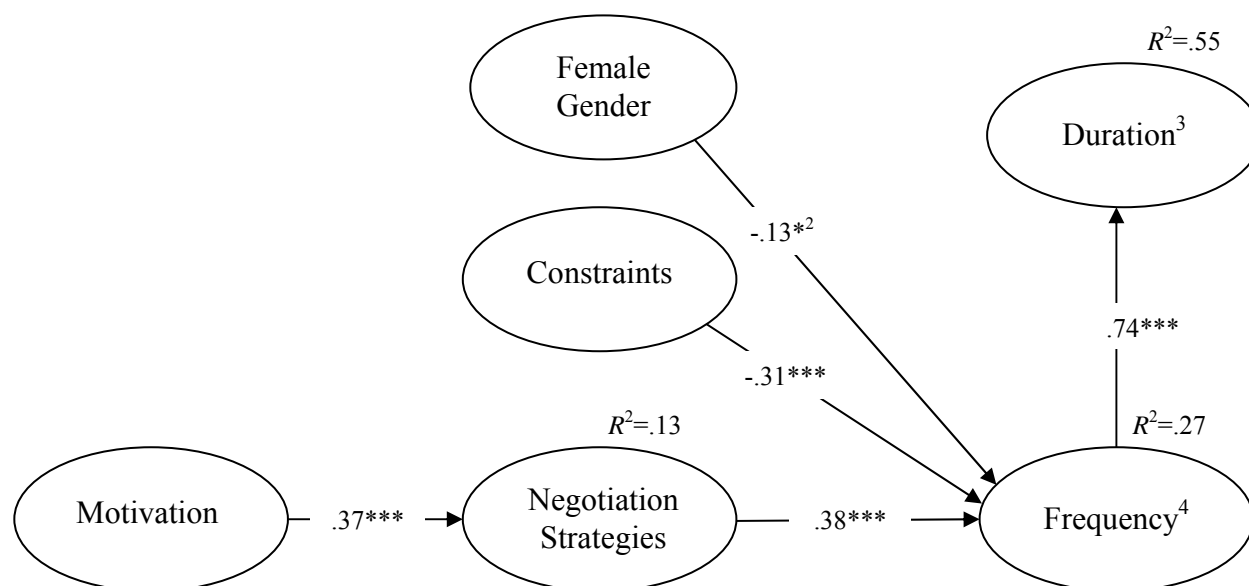 R²=.55
Female
Gender
Duration³
-.13*²
Constraints
.74***
-.31***
R²=.13
R²=.27
Motivation
.37***
Negotiation
Strategies
.38***
Frequency⁴